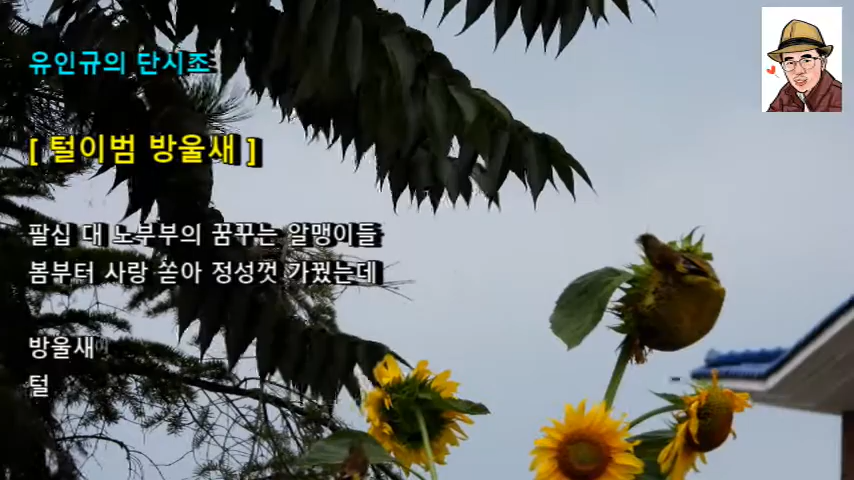 유인규의 단시조
[ 털이범 방울새 ]
팔십 대 노부부의 꿈꾸는 알맹이들
봄부터 사랑 쏟아 정성껏 가꿨는데
방울새
털